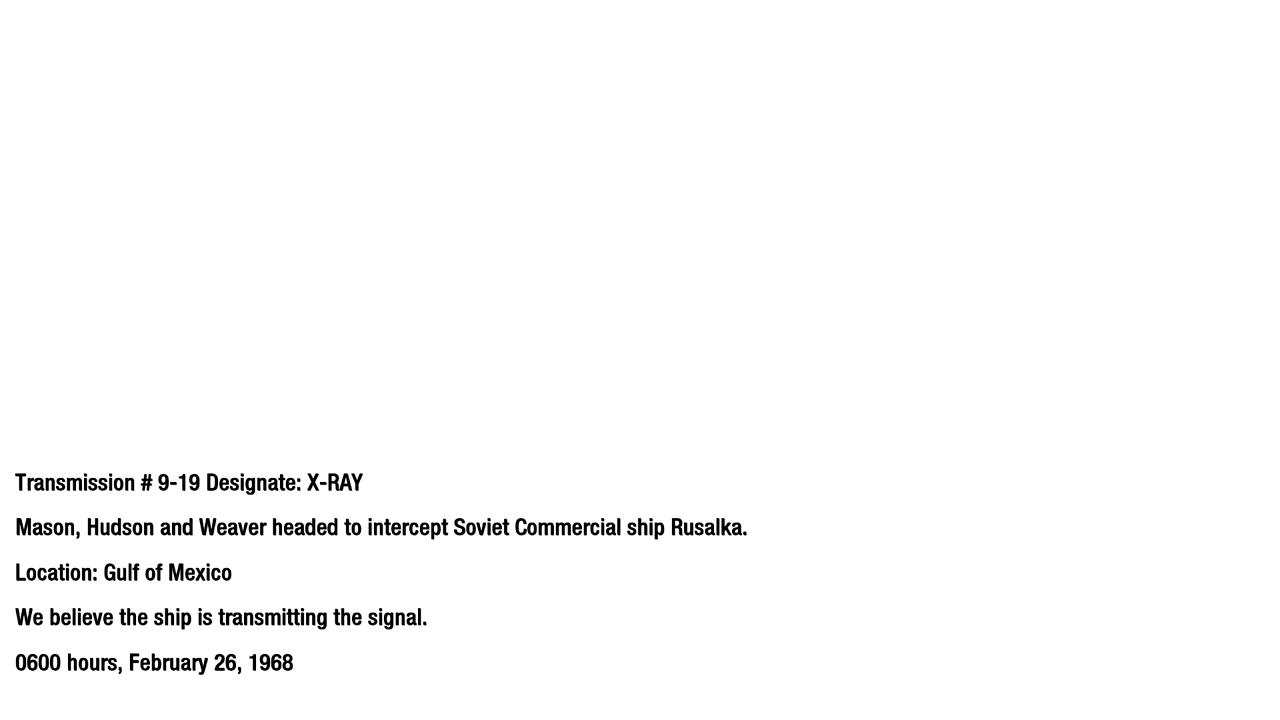 Transmission # 9-19 Designate: X-RAY
Mason, Hudson and Weaver headed to intercept Soviet Commercial ship Rusalka.
Location: Gulf of Mexico
We believe the ship is transmitting the signal.
0600 hours, February 26, 1968